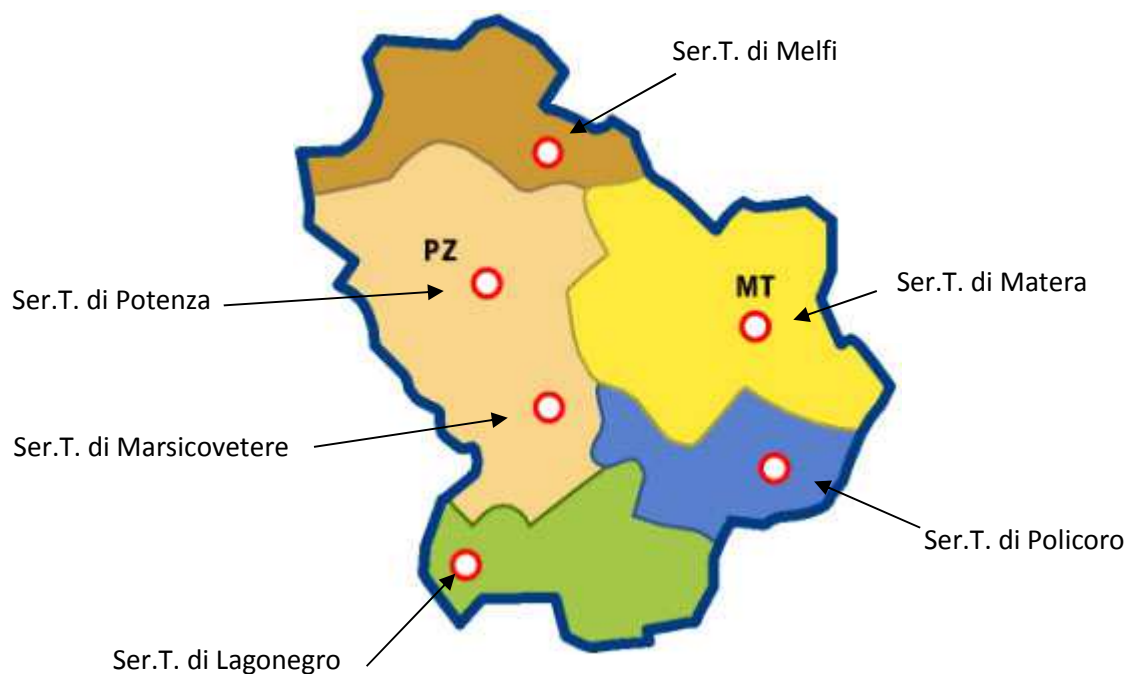 Ser.T. di Melfi
PZ
Ser.T. di Potenza
MT
Ser.T. di Matera
Ser.T. di Marsicovetere
Ser.T. di Policoro
Ser.T. di Lagonegro